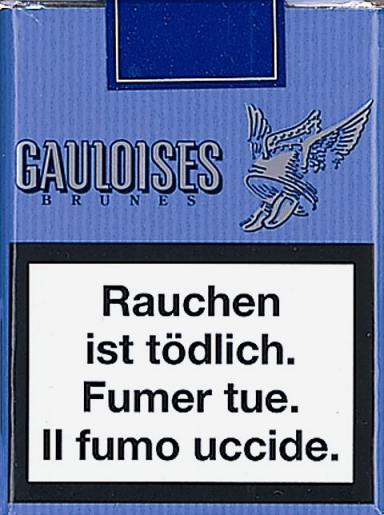 GAULOISES
BRUNES
Rauchen
ist tödlich.
Fumer tue.
Il fumo uccide.